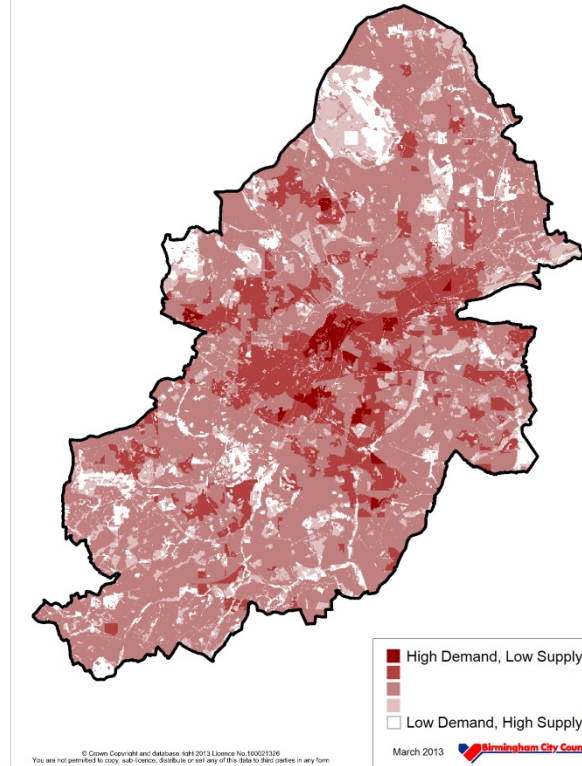 High Demand, Low Supply
Low Demand, High Supply
March 2013
Birmingham City Coun
© Crown Copyright and database right 2013 Licence No.100021326
You are not permitted to copy, sub-licence, distribute or sell any of this data to third parties in any form